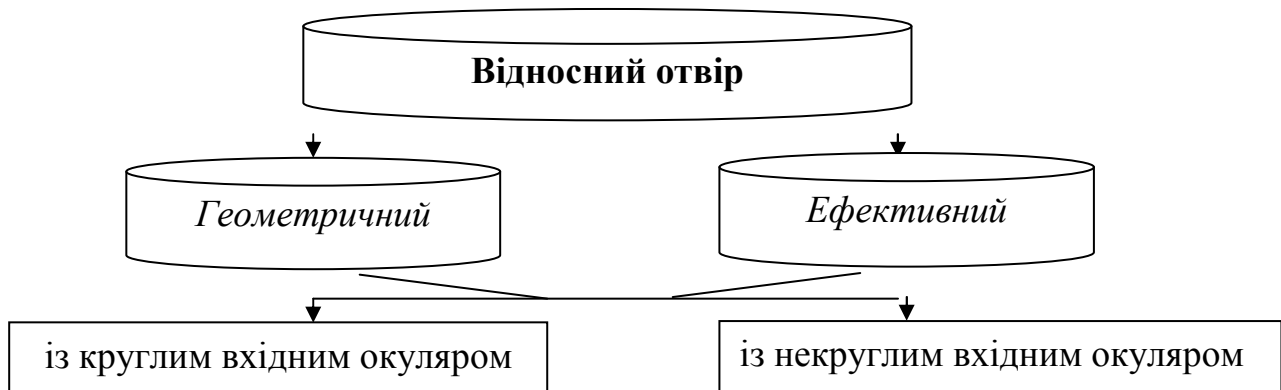 Відносний отвір
Геометричний
Ефективний
із круглим вхідним окуляром
із некруглим вхідним окуляром